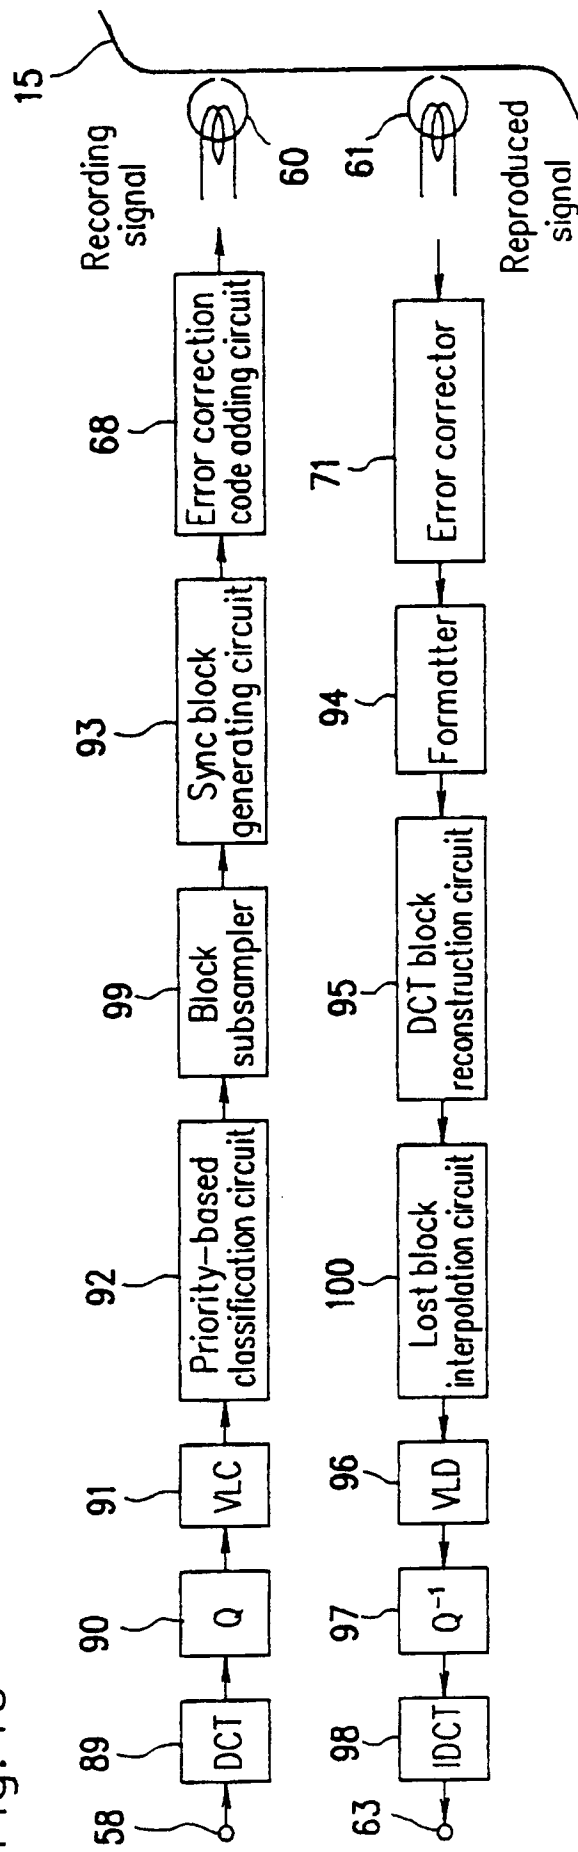 58
89
DCT
90
Q
91
VLC
92
Priority-based
classification circuit
99
Block
subsampler
93
Sync block
generating circuit
68
Error correction
code adding circuit
Recording
signal
60
15
63
98
IDCT
97
Q⁻¹
96
VLD
100
Lost block
interpolation circuit
95
DCT block
reconstruction circuit
94
Formatter
71
Error corrector
Reproduced
signal
61